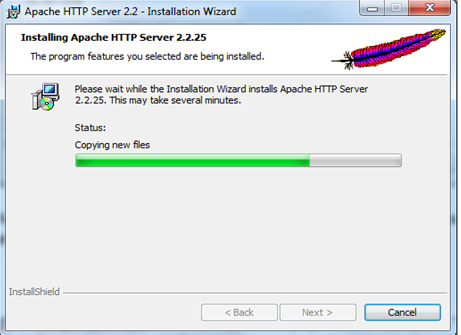 Apache HTTP Server 2.2 - Installation Wizard
Installing Apache HTTP Server 2.2.25
The program features you selected are being installed.
Please wait while the Installation Wizard installs Apache HTTP Server
2.2.25. This may take several minutes.
Status:
Copying new files
InstallShield
< Back
Next >
Cancel